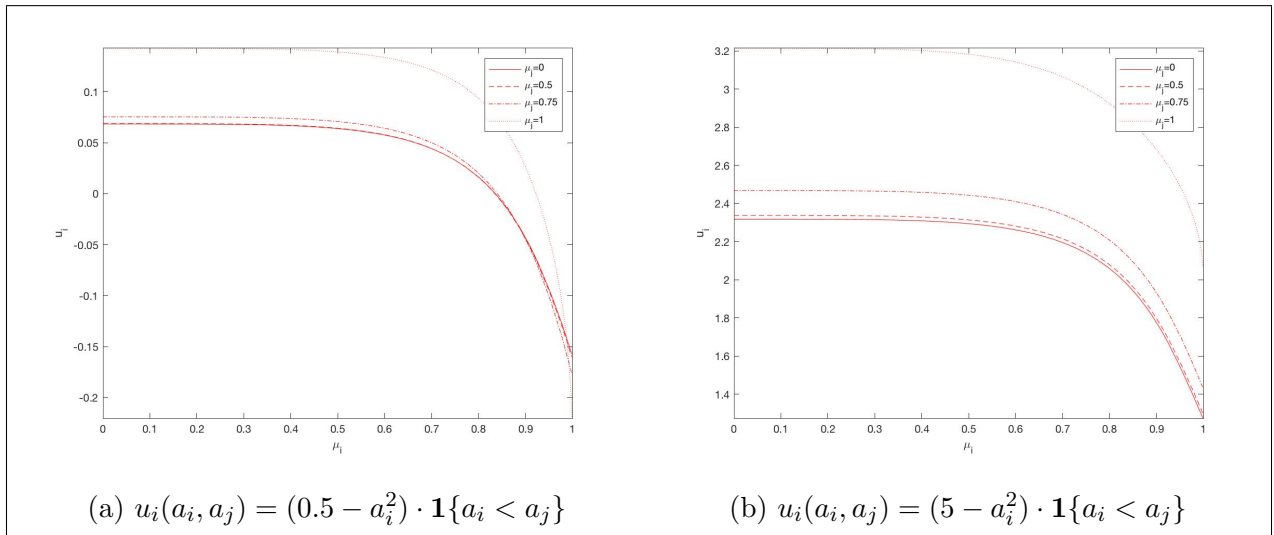 0.1
0.05
0
-0.05
-0.1
-0.15
-0.2
u_i
0 0.1 0.2 0.3 0.4 0.5 0.6 0.7 0.8 0.9 1
μ_i
μ_j=0
μ_j=0.5
μ_j=0.75
μ_j=1
(a) u_i(a_i, a_j) = (0.5 − a_i^2) · 1{a_i < a_j}
3.2
3
2.8
2.6
2.4
2.2
2
1.8
1.6
1.4
u_i
0 0.1 0.2 0.3 0.4 0.5 0.6 0.7 0.8 0.9 1
μ_i
μ_j=0
μ_j=0.5
μ_j=0.75
μ_j=1
(b) u_i(a_i, a_j) = (5 − a_i^2) · 1{a_i < a_j}